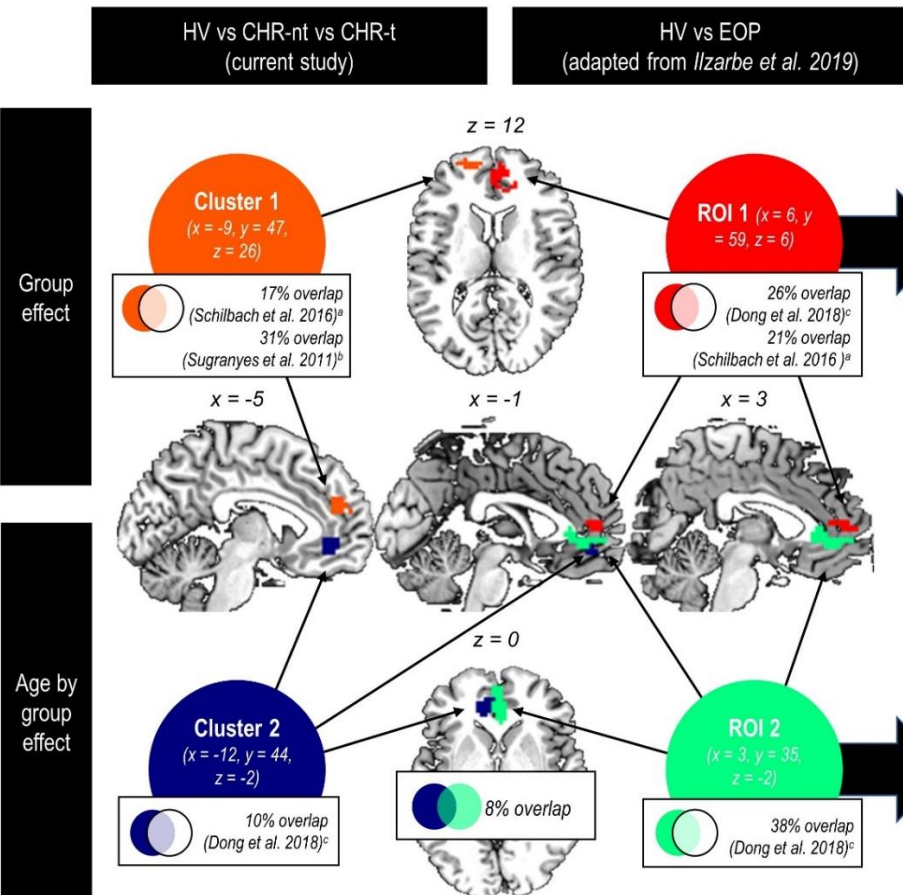 HV vs CHR-nt vs CHR-t
(current study)
HV vs EOP
(adapted from Ilzarbe et al. 2019)
Group
effect
z = 12
Cluster 1
(x = -9, y = 47,
z = 26)
17% overlap
(Schilbach et al. 2016)a
31% overlap
(Sugranyes et al. 2011)b
ROI 1 (x = 6, y
= 59, z = 6)
26% overlap
(Dong et al. 2018)c
21% overlap
(Schilbach et al. 2016 )a
x = -5
x = -1
x = 3
Age by
group
effect
z = 0
Cluster 2
(x = -12, y = 44,
z = -2)
10% overlap
(Dong et al. 2018)c
8% overlap
ROI 2
(x = 3, y = 35,
z = -2)
38% overlap
(Dong et al. 2018)c